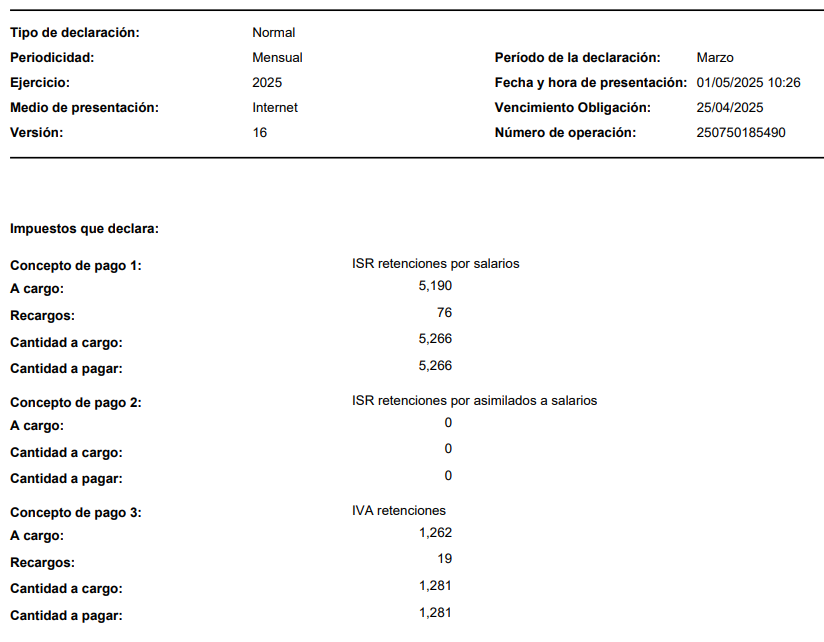 Tipo de declaración: Normal
Periodicidad: Mensual Período de la declaración: Marzo
Ejercicio: 2025 Fecha y hora de presentación: 01/05/2025 10:26
Medio de presentación: Internet Vencimiento Obligación: 25/04/2025
Versión: 16 Número de operación: 250750185490
Impuestos que declara:
Concepto de pago 1: ISR retenciones por salarios
A cargo: 5,190
Recargos: 76
Cantidad a cargo: 5,266
Cantidad a pagar: 5,266
Concepto de pago 2: ISR retenciones por asimilados a salarios
A cargo: 0
Cantidad a cargo: 0
Cantidad a pagar: 0
Concepto de pago 3: IVA retenciones
A cargo: 1,262
Recargos: 19
Cantidad a cargo: 1,281
Cantidad a pagar: 1,281